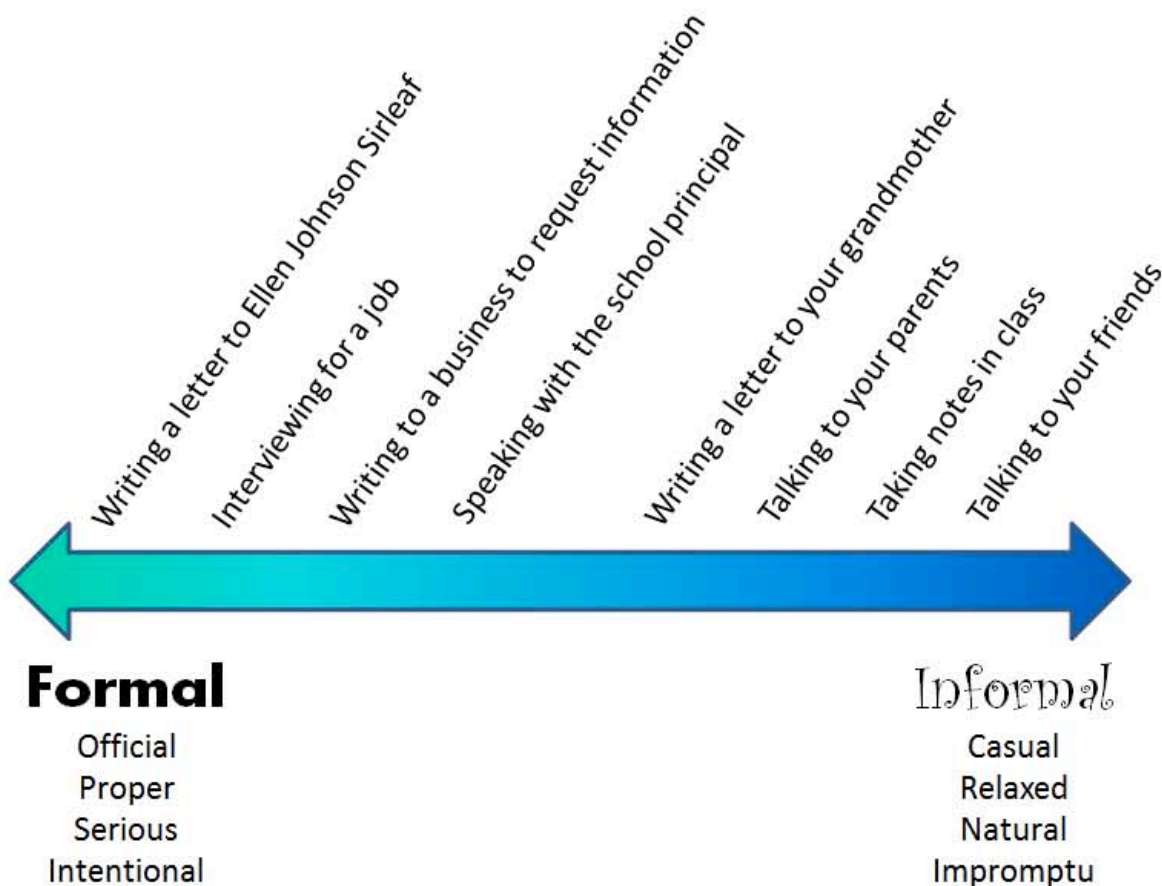 Writing a letter to Ellen Johnson Sirleaf
Interviewing for a job
Writing to a business to request information
Speaking with the school principal
Writing a letter to your grandmother
Talking to your parents
Taking notes in class
Talking to your friends
Formal
Official
Proper
Serious
Intentional
Informal
Casual
Relaxed
Natural
Impromptu